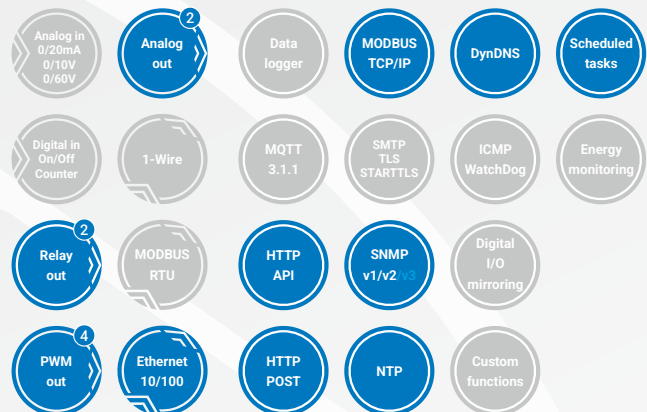 Analog in
0/20mA
0/10V
0/60V
2
Analog
out
Data
logger
MODBUS
TCP/IP
DynDNS
Scheduled
tasks
Digital in
On/Off
Counter
1-Wire
MQTT
3.1.1
SMTP
TLS
STARTTLS
ICMP
WatchDog
Energy
monitoring
2
Relay
out
MODBUS
RTU
HTTP
API
SNMP
v1/v2/v3
Digital
I/O
mirroring
4
PWM
out
Ethernet
10/100
HTTP
POST
NTP
Custom
functions